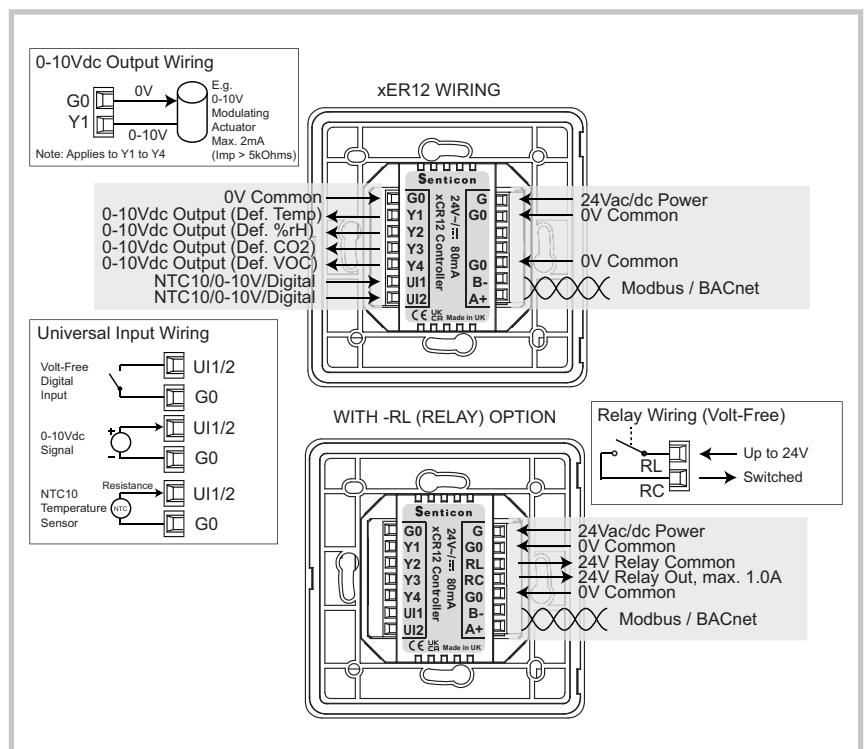 0-10Vdc Output Wiring
G0
0V
Y1
0-10V
E.g.
0-10V
Modulating
Actuator
Max. 2mA
(Imp > 5kOhms)
Note: Applies to Y1 to Y4
xER12 WIRING
0V Common
0-10Vdc Output (Def. Temp)
0-10Vdc Output (Def. %rH)
0-10Vdc Output (Def. CO2)
0-10Vdc Output (Def. VOC)
NTC10/0-10V/Digital
NTC10/0-10V/Digital
Senticon
G0
Y1
Y2
Y3
Y4
UI1
UI2
xCR12 Controller
24V~/⎓ 80mA
G
G0
G0
B-
A+
CE UK CA Made in UK
24Vac/dc Power
0V Common
0V Common
Modbus / BACnet
Universal Input Wiring
Volt-Free
Digital
Input
UI1/2
G0
0-10Vdc
Signal
+
-
UI1/2
G0
NTC10
Temperature
Sensor
Resistance
NTC
UI1/2
G0
WITH -RL (RELAY) OPTION
Senticon
G0
Y1
Y2
Y3
Y4
UI1
UI2
xCR12 Controller
24V~/⎓ 80mA
G
G0
RL
RC
G0
B-
A+
CE UK CA Made in UK
24Vac/dc Power
0V Common
24V Relay Common
24V Relay Out, max. 1.0A
0V Common
Modbus / BACnet
Relay Wiring (Volt-Free)
RL
RC
Up to 24V
Switched